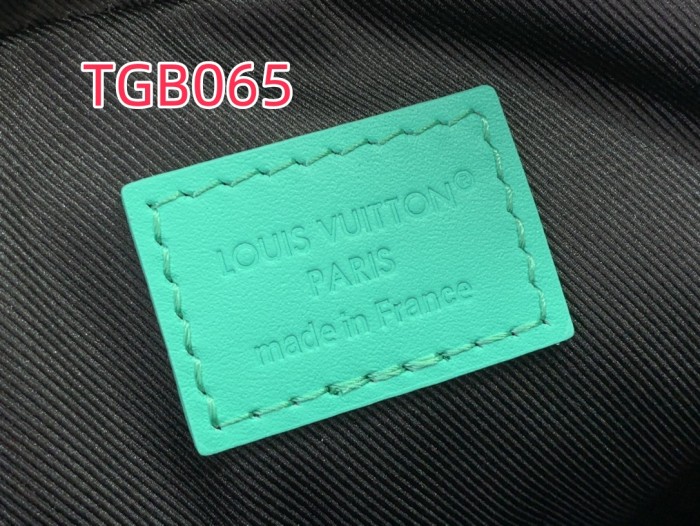 TGB065
LOUIS VUITTON®
PARIS
made in France